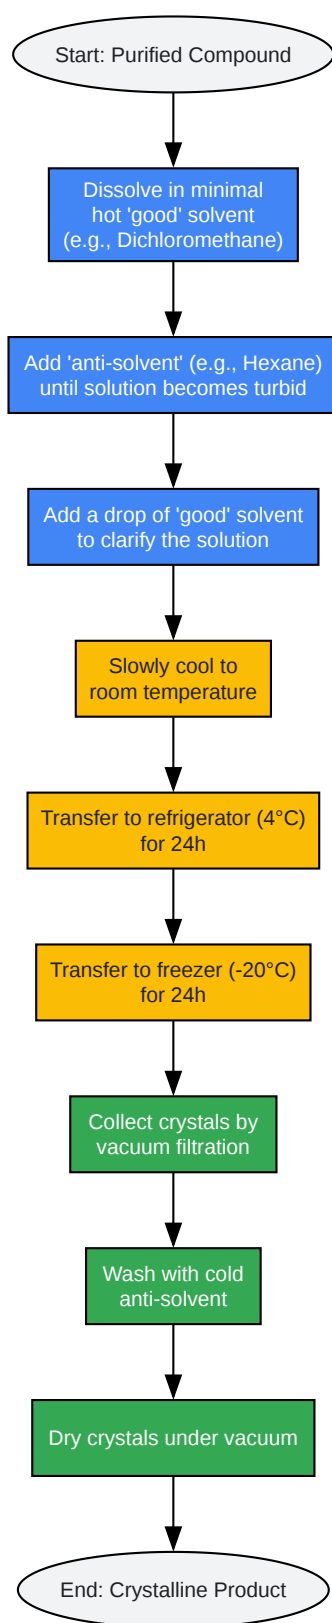 Start: Purified Compound
Dissolve in minimal
hot 'good' solvent
(e.g., Dichloromethane)
Add 'anti-solvent' (e.g., Hexane)
until solution becomes turbid
Add a drop of 'good' solvent
to clarify the solution
Slowly cool to
room temperature
Transfer to refrigerator (4°C)
for 24h
Transfer to freezer (-20°C)
for 24h
Collect crystals by
vacuum filtration
Wash with cold
anti-solvent
Dry crystals under vacuum
End: Crystalline Product